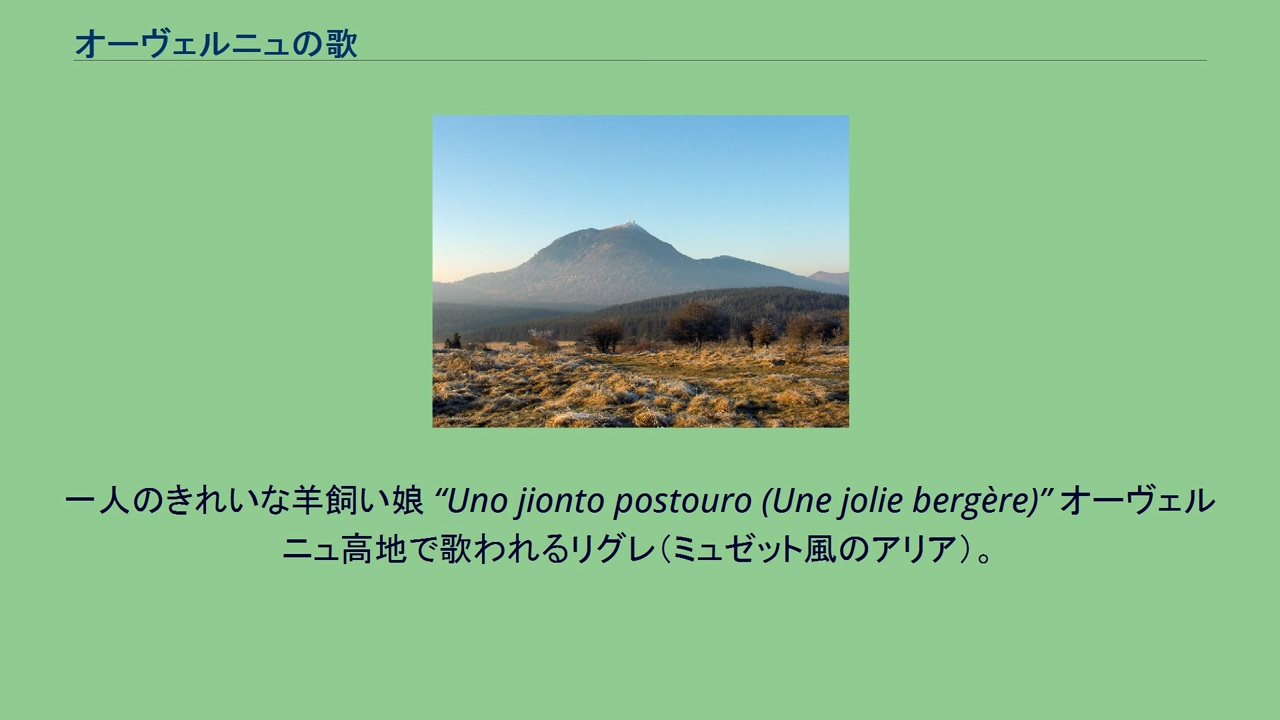 オーヴェルニュの歌
一人のきれいな羊飼い娘 “Uno jionto postouro (Une jolie bergère)” オーヴェル
ニュ高地で歌われるリグレ（ミュゼット風のアリア）。